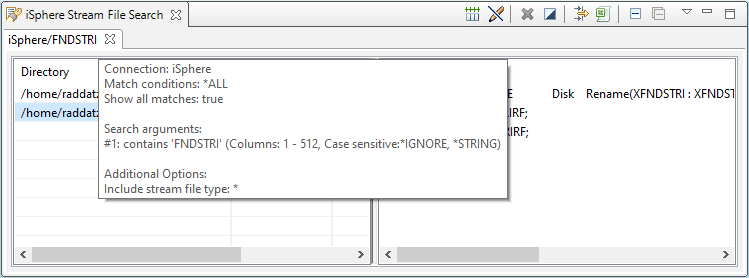 iSphere Stream File Search
iSphere/FNDSTRI
Directory
Connection: iSphere
Match conditions: *ALL
Show all matches: true
Search arguments:
#1: contains 'FNDSTRI' (Columns: 1 - 512, Case sensitive:*IGNORE, *STRING)
Additional Options:
Include stream file type: *
/home/raddat
E Disk Rename(XFNDSTRI : XFNDST
/home/raddat
RIRF;
RIRF;